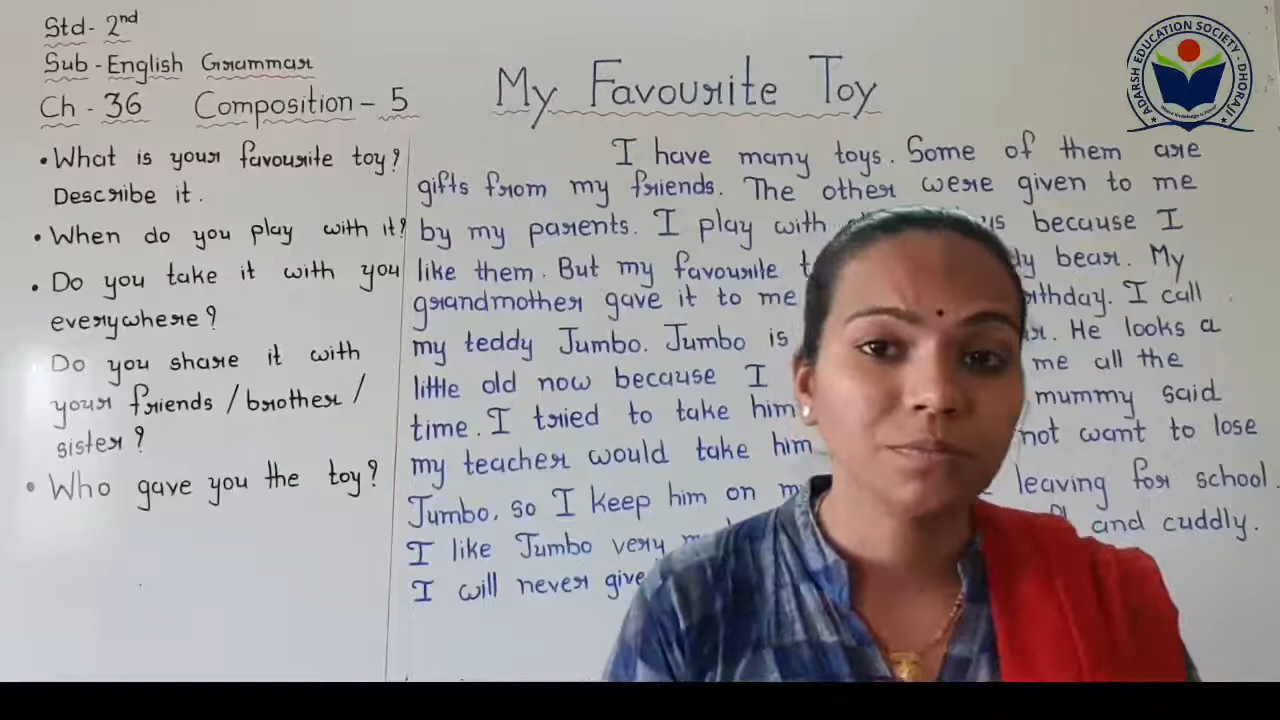 Std- 2nd
Sub-English Grammar
Ch-36 Composition-5
My Favourite Toy
ADARSH EDUCATION SOCIETY - DHORAJI
• What is your favourite toy?
Describe it.
• When do you play with it?
• Do you take it with you
everywhere?
Do you share it with
your friends/brother/
sister?
• Who gave you the toy?
I have many toys. Some of them are
gifts from my friends. The other were given to me
by my parents. I play with because I
like them. But my favourite bear. My
grandmother gave it to me I call
my teddy Jumbo. Jumbo is He looks a
little old now because I me all the
time. I tried to take him mummy said
my teacher would take him not want to lose
Jumbo, so I keep him on leaving for school.
I like Jumbo very and cuddly.
I will never give